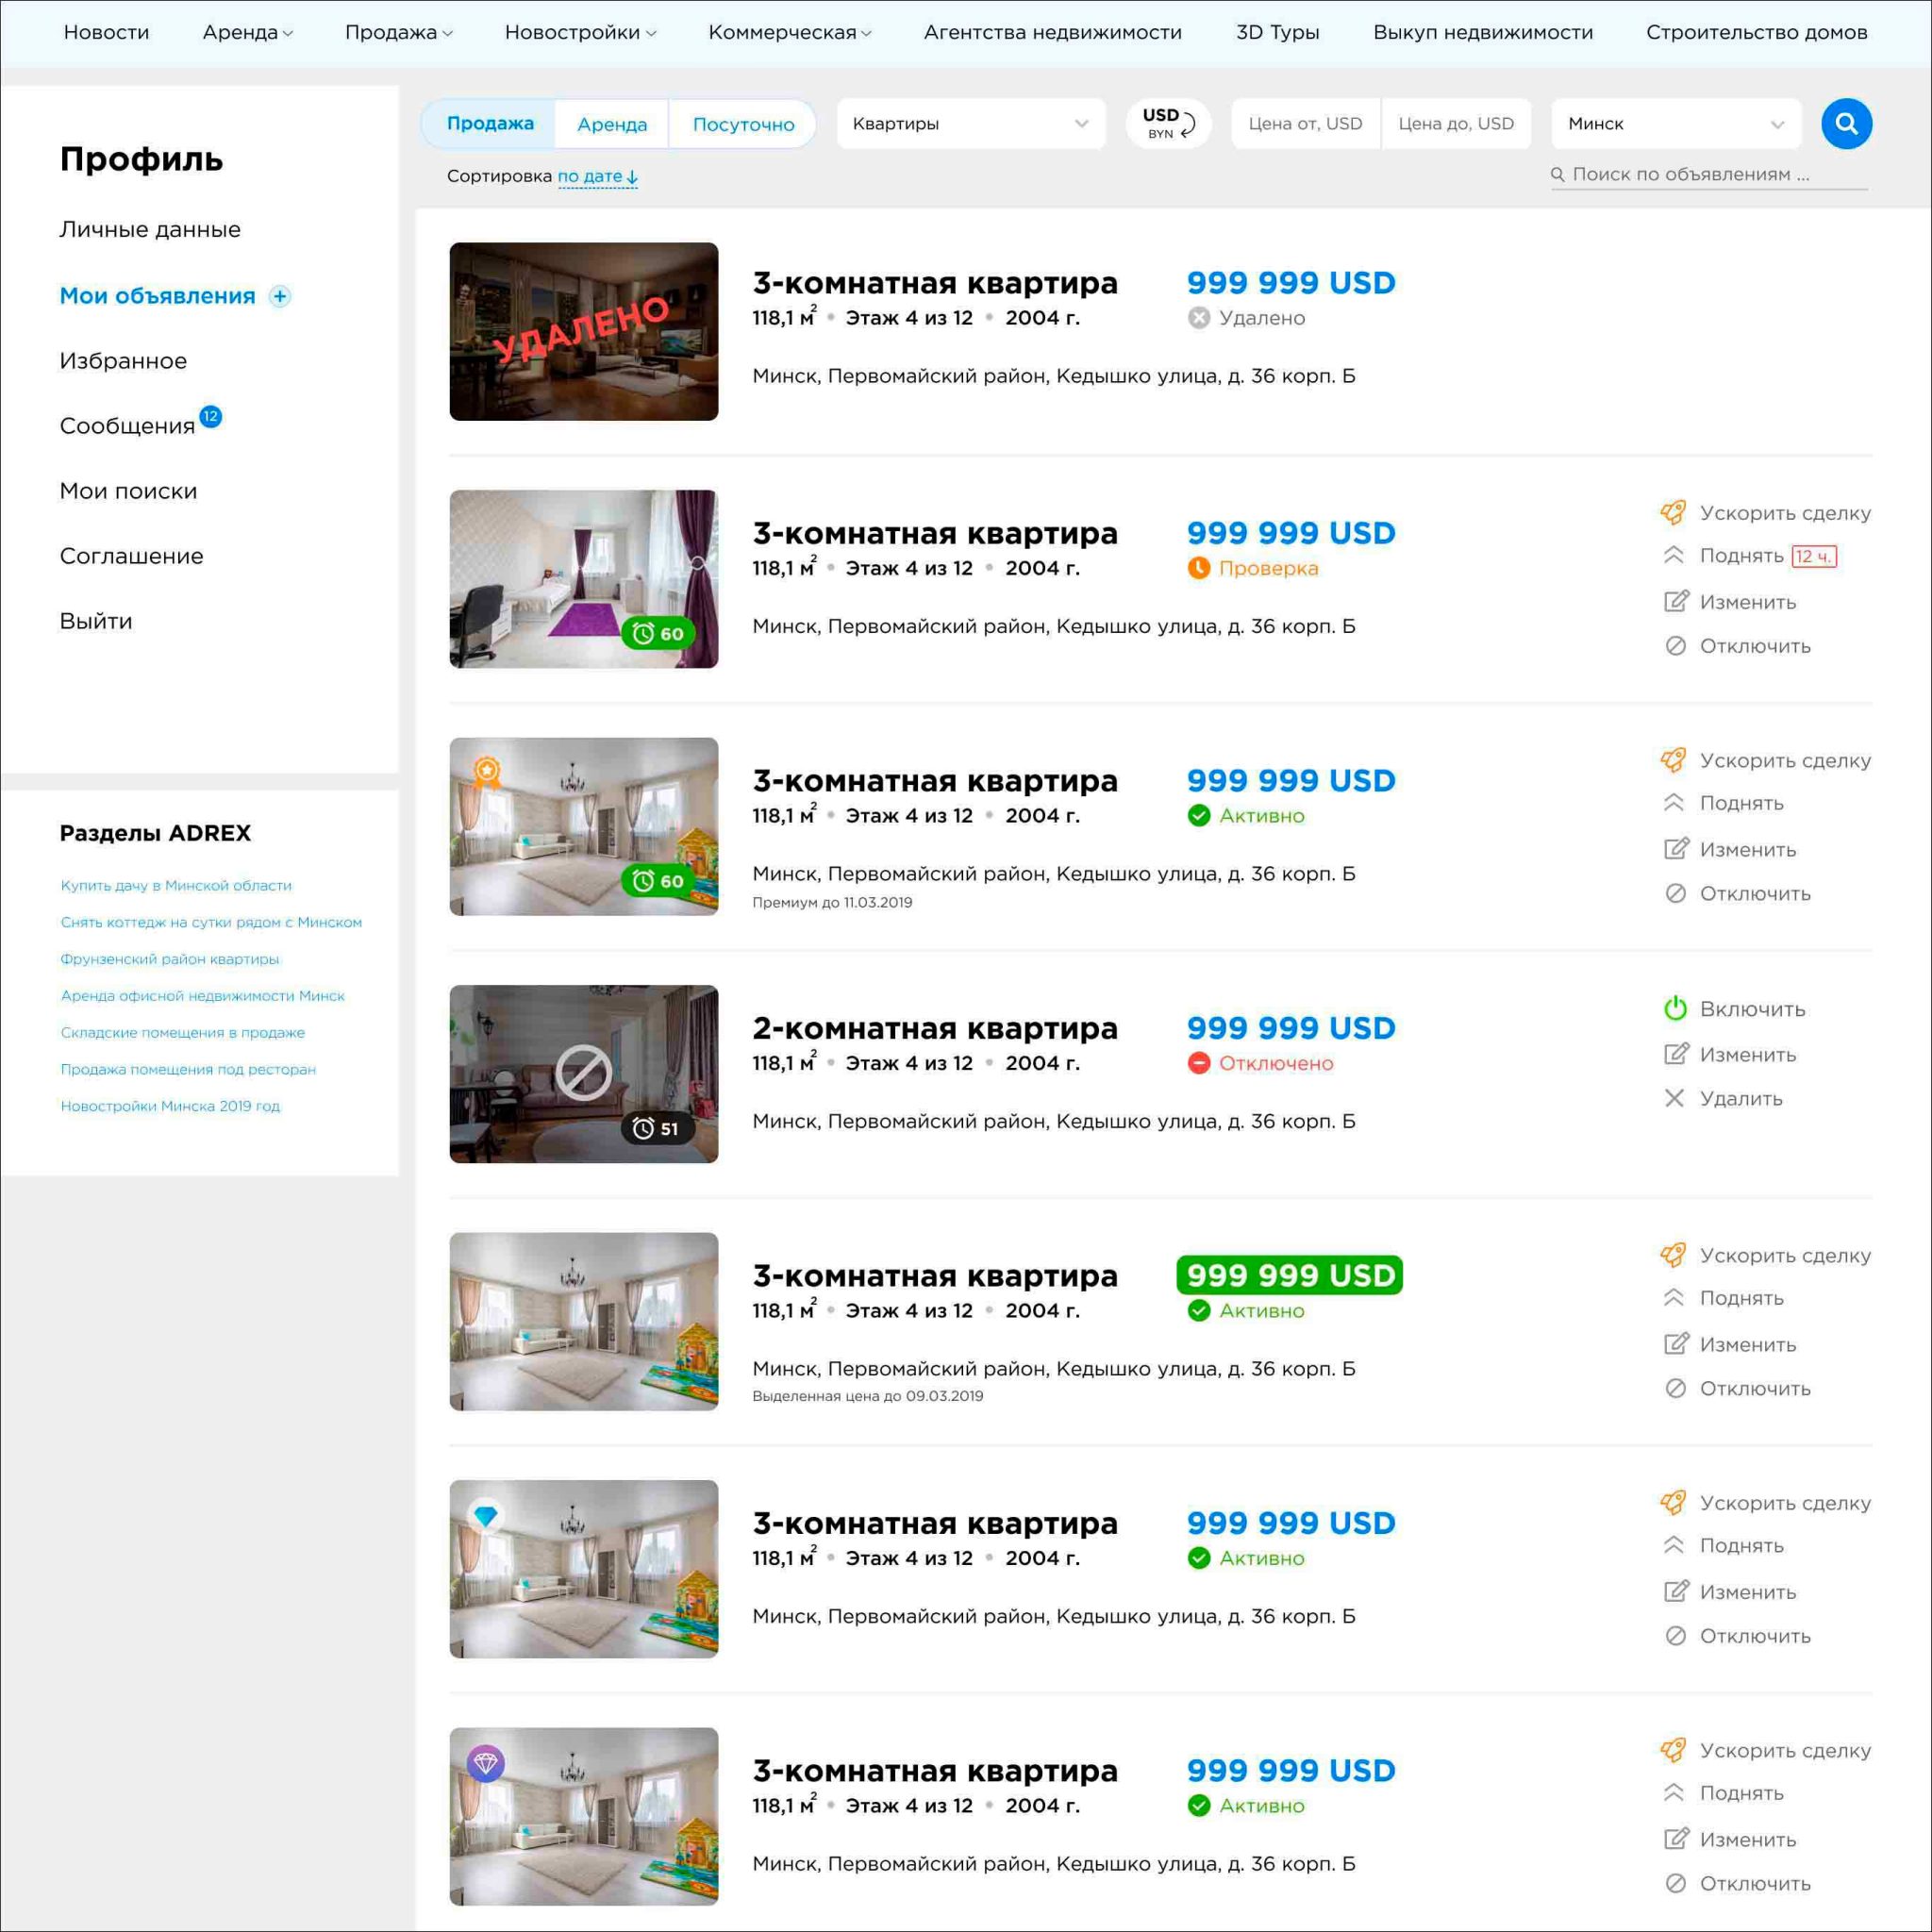 Новости Аренда Продажа Новостройки Коммерческая Агентства недвижимости 3D Туры Выкуп недвижимости Строительство домов
Профиль
Личные данные
Мои объявления +
Избранное
Сообщения 12
Мои поиски
Соглашение
Выйти
Разделы ADREX
Купить дачу в Минской области
Снять коттедж на сутки рядом с Минском
Фрунзенский район квартиры
Аренда офисной недвижимости Минск
Складские помещения в продаже
Продажа помещения под ресторан
Новостройки Минска 2019 год
Продажа Аренда Посуточно Квартиры USD BYN Цена от, USD Цена до, USD Минск
Сортировка по дате Поиск по объявлениям ...
УДАЛЕНО
3-комнатная квартира 999 999 USD
118,1 м² • Этаж 4 из 12 • 2004 г. Удалено
Минск, Первомайский район, Кедышко улица, д. 36 корп. Б
60
3-комнатная квартира 999 999 USD
118,1 м² • Этаж 4 из 12 • 2004 г. Проверка
Минск, Первомайский район, Кедышко улица, д. 36 корп. Б
Ускорить сделку
Поднять 12 ч.
Изменить
Отключить
60
3-комнатная квартира 999 999 USD
118,1 м² • Этаж 4 из 12 • 2004 г. Активно
Минск, Первомайский район, Кедышко улица, д. 36 корп. Б
Премиум до 11.03.2019
Ускорить сделку
Поднять
Изменить
Отключить
51
2-комнатная квартира 999 999 USD
118,1 м² • Этаж 4 из 12 • 2004 г. Отключено
Минск, Первомайский район, Кедышко улица, д. 36 корп. Б
Включить
Изменить
Удалить
3-комнатная квартира 999 999 USD
118,1 м² • Этаж 4 из 12 • 2004 г. Активно
Минск, Первомайский район, Кедышко улица, д. 36 корп. Б
Выделенная цена до 09.03.2019
Ускорить сделку
Поднять
Изменить
Отключить
3-комнатная квартира 999 999 USD
118,1 м² • Этаж 4 из 12 • 2004 г. Активно
Минск, Первомайский район, Кедышко улица, д. 36 корп. Б
Ускорить сделку
Поднять
Изменить
Отключить
3-комнатная квартира 999 999 USD
118,1 м² • Этаж 4 из 12 • 2004 г. Активно
Минск, Первомайский район, Кедышко улица, д. 36 корп. Б
Ускорить сделку
Поднять
Изменить
Отключить